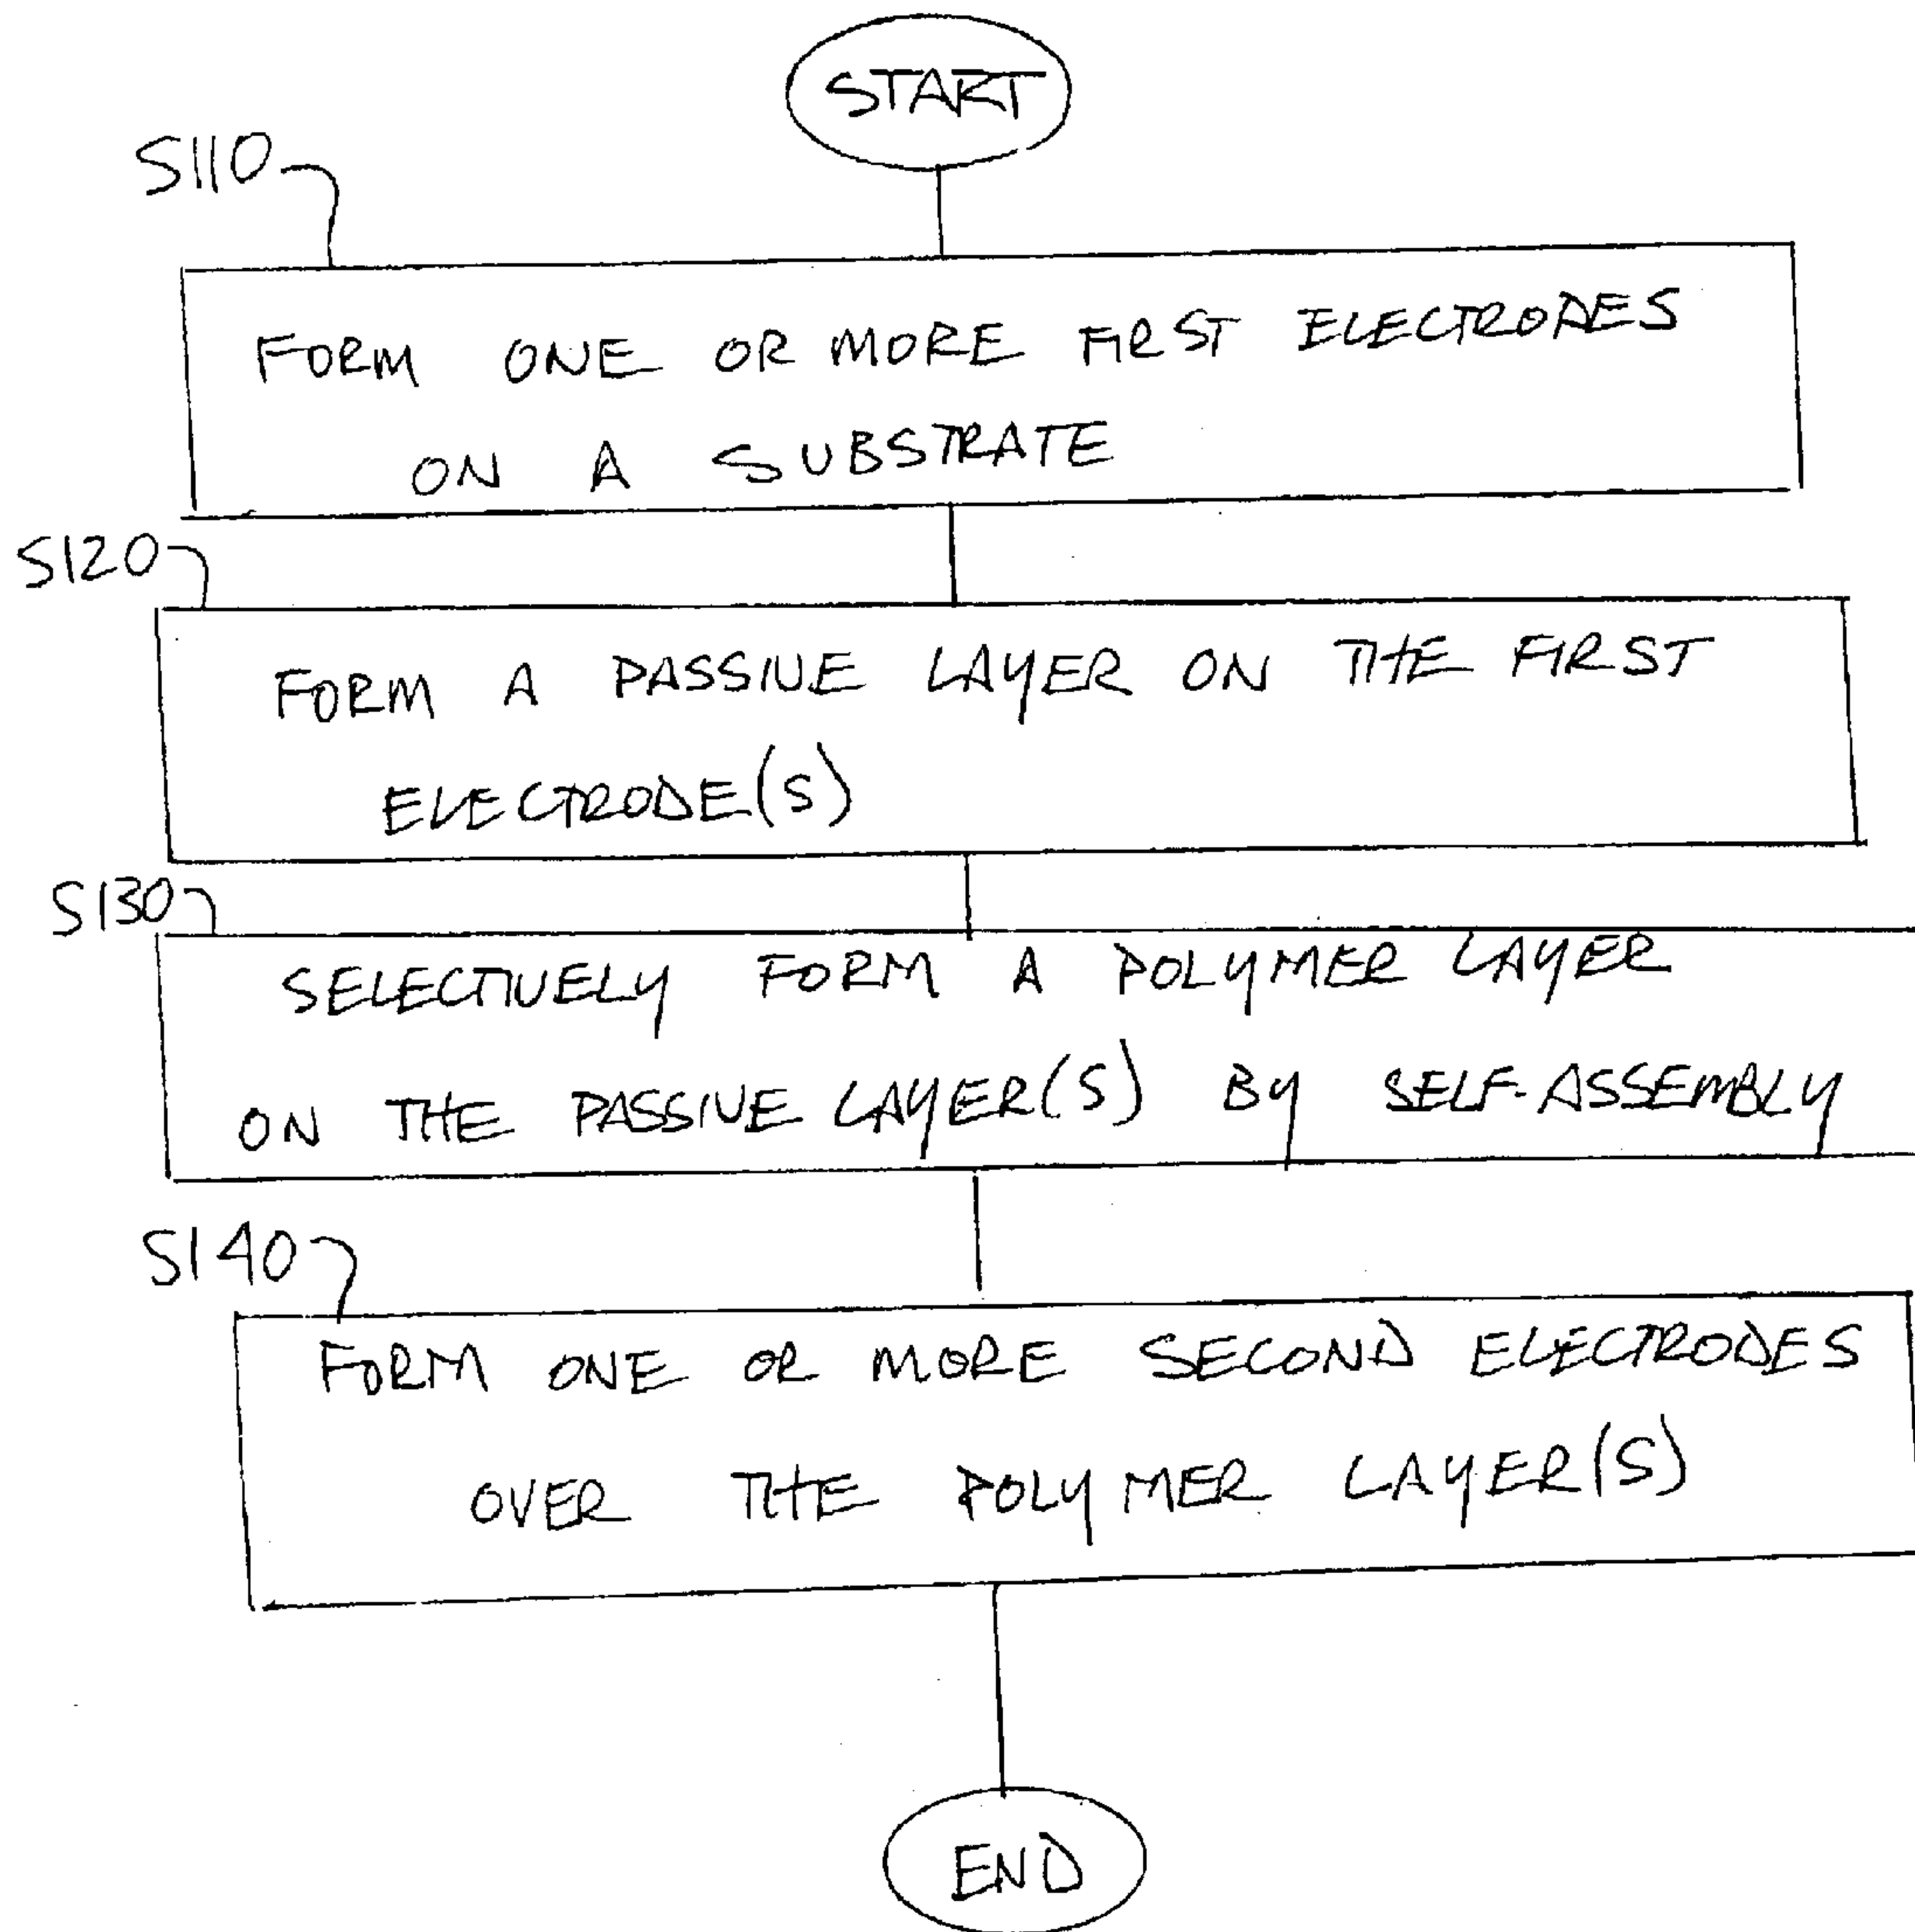 START
S110
FORM ONE OR MORE FIRST ELECTRODES
ON A SUBSTRATE
S120
FORM A PASSIVE LAYER ON THE FIRST
ELECTRODE(S)
S130
SELECTIVELY FORM A POLYMER LAYER
ON THE PASSIVE LAYER(S) BY SELF-ASSEMBLY
S140
FORM ONE OR MORE SECOND ELECTRODES
OVER THE POLYMER LAYER(S)
END